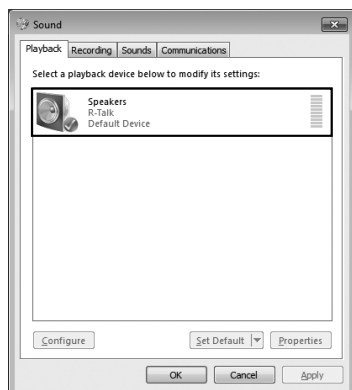 Sound
Playback Recording Sounds Communications
Select a playback device below to modify its settings:
Speakers
R-Talk
Default Device
Configure Set Default Properties
OK Cancel Apply